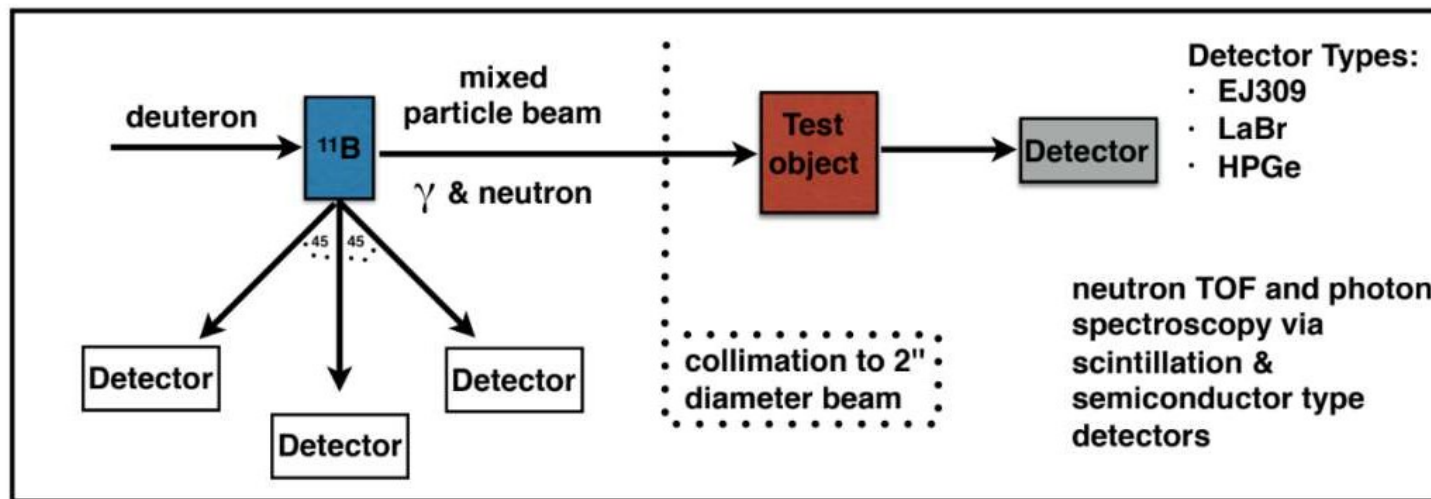 deuteron
¹¹B
mixed
particle beam
γ & neutron
Test
object
Detector
Detector Types:
· EJ309
· LaBr
· HPGe
45 45
Detector
Detector
Detector
collimation to 2"
diameter beam
neutron TOF and photon
spectroscopy via
scintillation &
semiconductor type
detectors